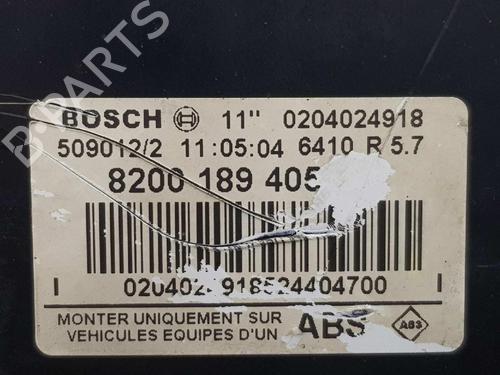 BOSCH 11" 0204024918
509012/2 11:05:04 6410 R 5.7
8200 189 405
I I
0204024918524404700
MONTER UNIQUEMENT SUR
VEHICULES EQUIPES D'UN ABS
B-PARTS